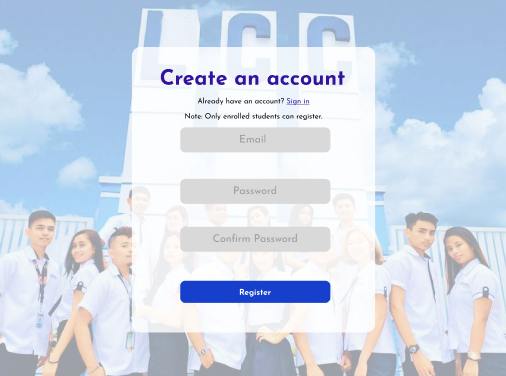 LCC
Create an account
Already have an account? Sign in
Note: Only enrolled students can register.
Email
Password
Confirm Password
Register